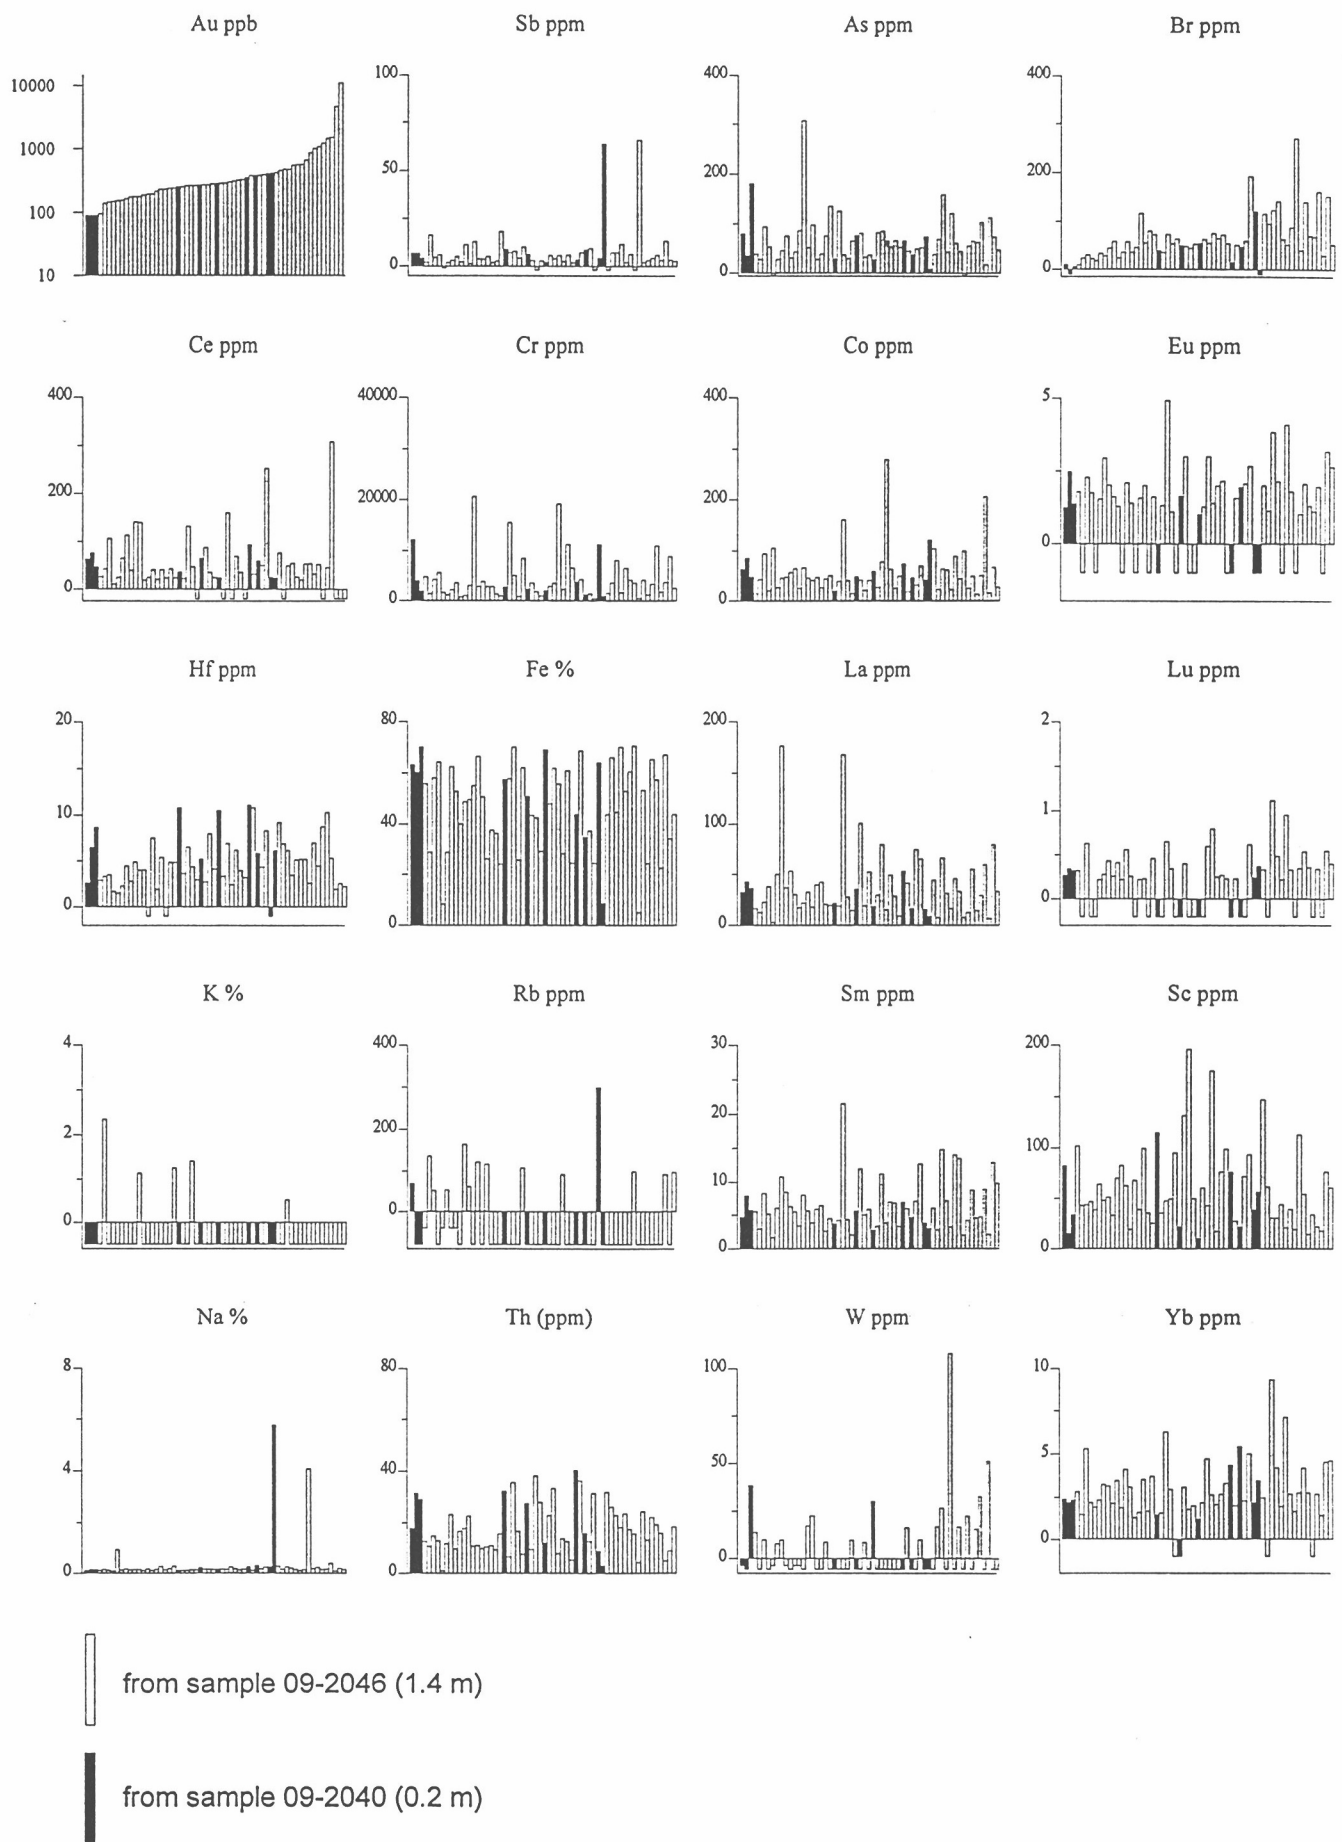 Au ppb Sb ppm As ppm Br ppm
10000 1000 100 10 100 50 0 400 200 0 400 200 0
Ce ppm Cr ppm Co ppm Eu ppm
400 200 0 40000 20000 0 400 200 0 5 0
Hf ppm Fe % La ppm Lu ppm
20 10 0 80 40 0 200 100 0 2 1 0
K % Rb ppm Sm ppm Sc ppm
4 2 0 400 200 0 30 20 10 0 200 100 0
Na % Th (ppm) W ppm Yb ppm
8 4 0 80 40 0 100 50 0 10 5 0
from sample 09-2046 (1.4 m)
from sample 09-2040 (0.2 m)